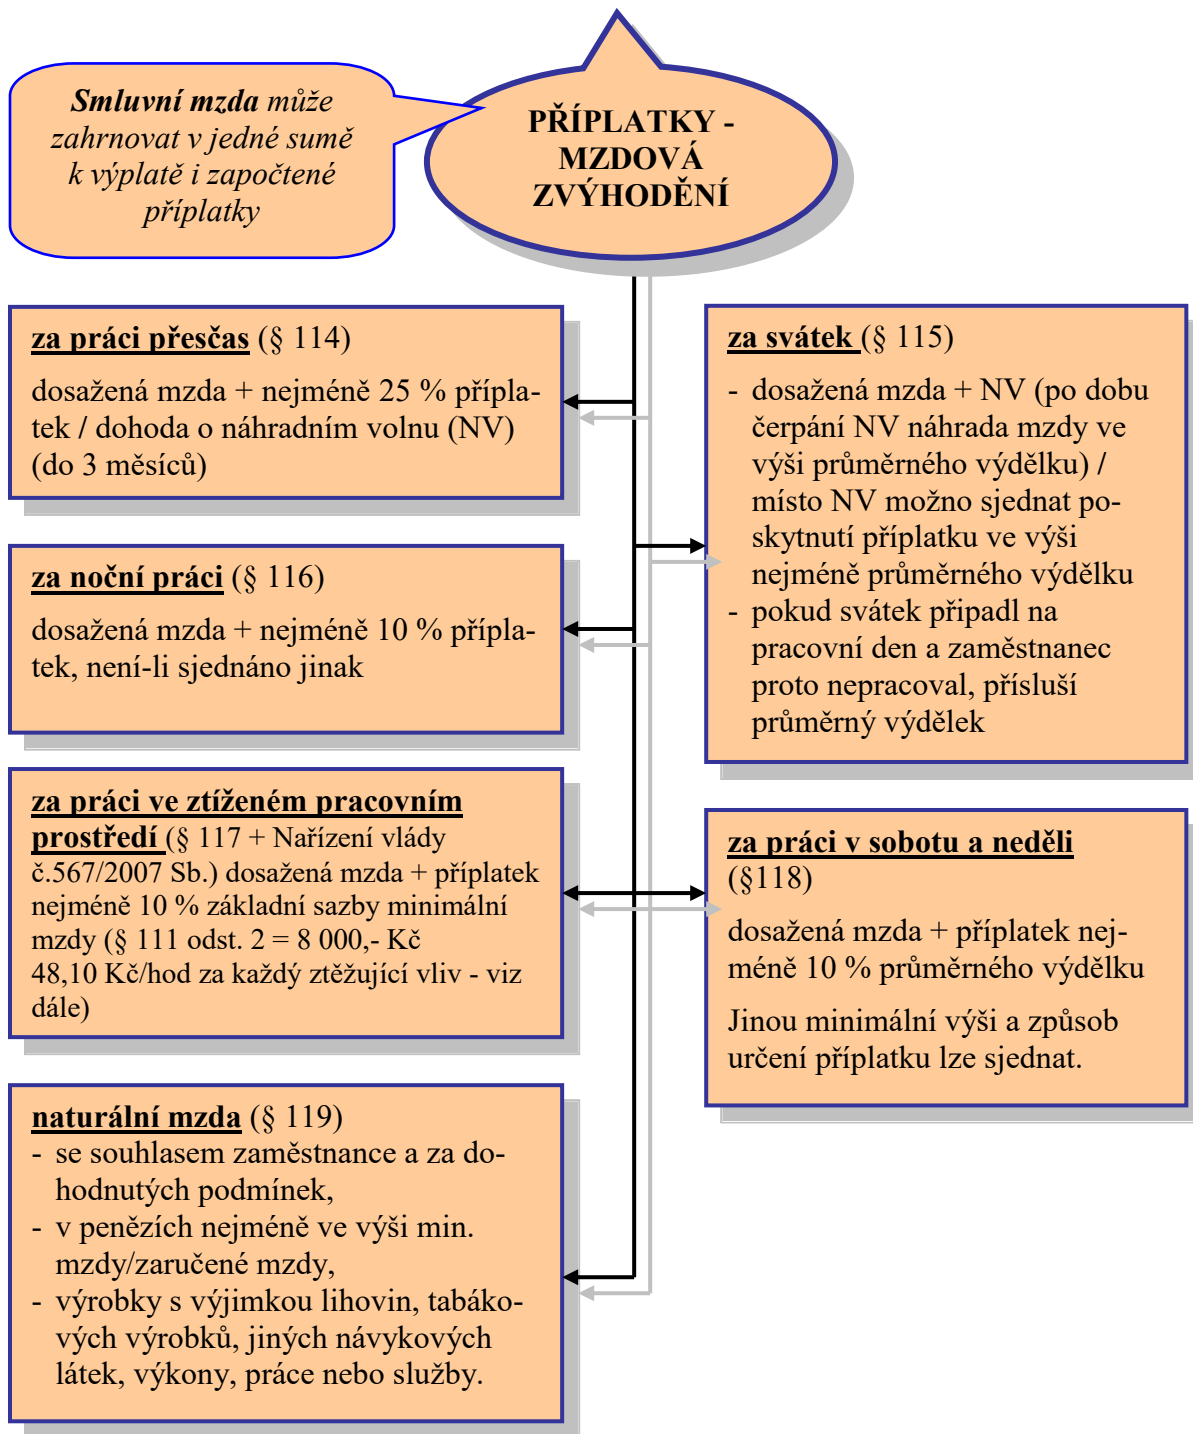 Smluvní mzda může
zahrnovat v jedné sumě
k výplatě i započtené
příplatky
PŘÍPLATKY -
MZDOVÁ
ZVÝHODNĚNÍ
za práci přesčas (§ 114)
dosažená mzda + nejméně 25 % přípla-
tek / dohoda o náhradním volnu (NV)
(do 3 měsíců)
za svátek (§ 115)
- dosažená mzda + NV (po dobu
čerpání NV náhrada mzdy ve
výši průměrného výdělku) /
místo NV možno sjednat po-
skytnutí příplatku ve výši
nejméně průměrného výdělku
- pokud svátek připadl na
pracovní den a zaměstnanec
proto nepracoval, přísluší
průměrný výdělek
za noční práci (§ 116)
dosažená mzda + nejméně 10 % přípla-
tek, není-li sjednáno jinak
za práci ve ztíženém pracovním
prostředí (§ 117 + Nařízení vlády
č.567/2007 Sb.) dosažená mzda + příplatek
nejméně 10 % základní sazby minimální
mzdy (§ 111 odst. 2 = 8 000,- Kč
48,10 Kč/hod za každý ztěžující vliv - viz
dále)
za práci v sobotu a neděli
(§118)
dosažená mzda + příplatek nej-
méně 10 % průměrného výdělku
Jinou minimální výši a způsob
určení příplatku lze sjednat.
naturální mzda (§ 119)
- se souhlasem zaměstnance a za do-
hodnutých podmínek,
- v penězích nejméně ve výši min.
mzdy/zaručené mzdy,
- výrobky s výjimkou lihovin, tabáko-
vých výrobků, jiných návykových
látek, výkony, práce nebo služby.